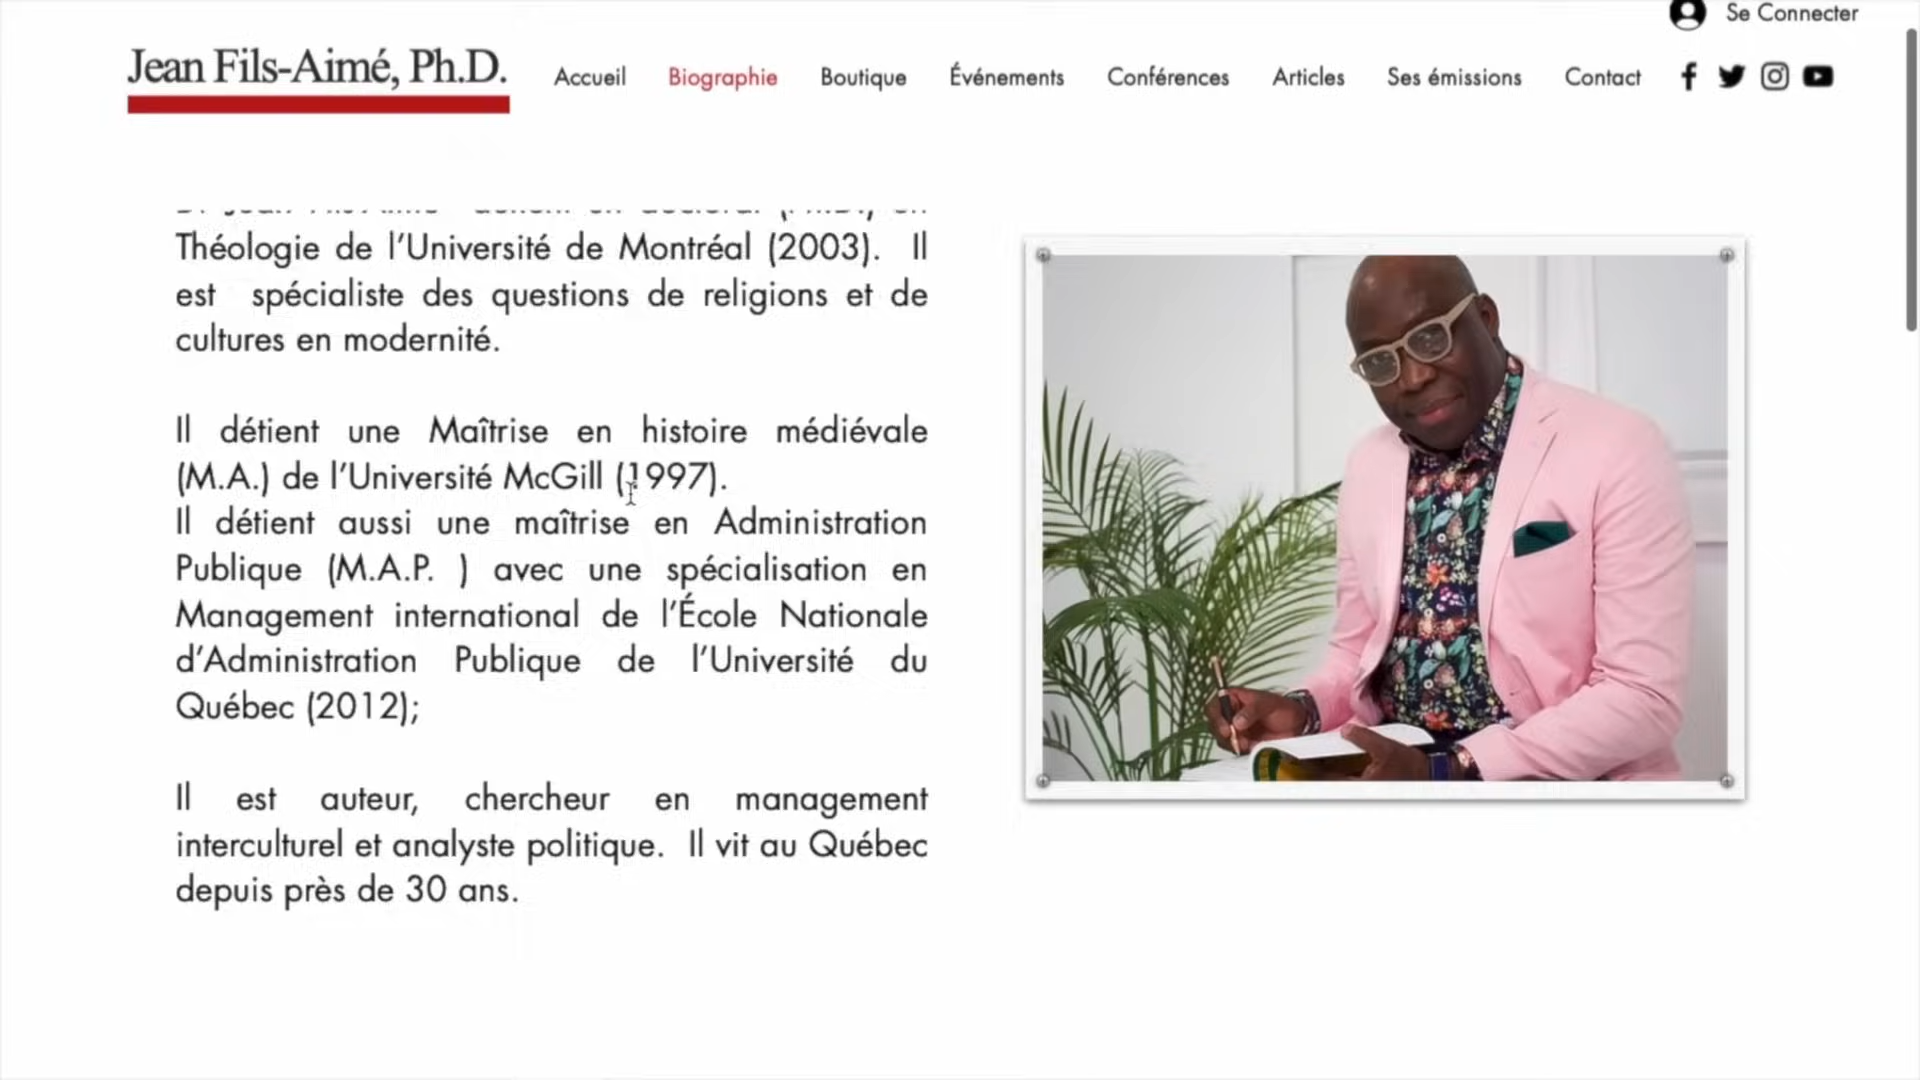 Se Connecter
Jean Fils-Aimé, Ph.D.
Accueil Biographie Boutique Événements Conférences Articles Ses émissions Contact
Théologie de l'Université de Montréal (2003). Il
est spécialiste des questions de religions et de
cultures en modernité.
Il détient une Maîtrise en histoire médiévale
(M.A.) de l'Université McGill (1997).
Il détient aussi une maîtrise en Administration
Publique (M.A.P. ) avec une spécialisation en
Management international de l'École Nationale
d'Administration Publique de l'Université du
Québec (2012);
Il est auteur, chercheur en management
interculturel et analyste politique. Il vit au Québec
depuis près de 30 ans.